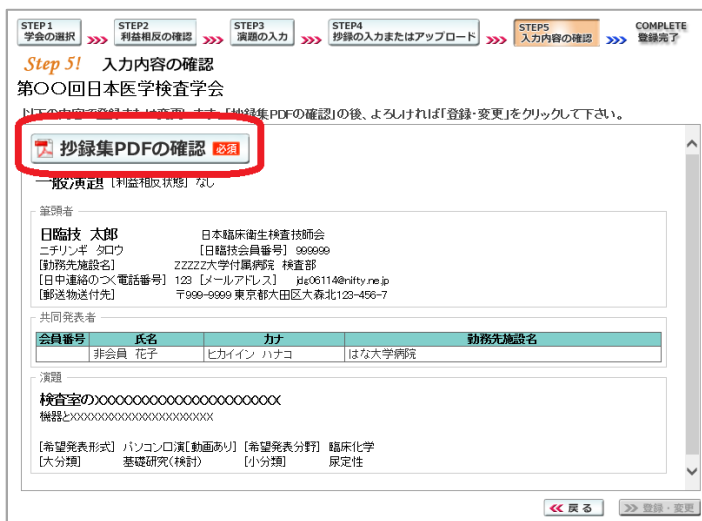 STEP1 STEP2 STEP3 STEP4 STEP5 COMPLETE
学会の選択 >>> 利益相反の確認 >>> 演題の入力 >>> 抄録の入力またはアップロード >>> 入力内容の確認 >>> 登録完了
Step 5! 入力内容の確認
第〇〇回日本医学検査学会
「抄録集PDFの確認」の後、よろしければ「登録・変更」をクリックして下さい。
抄録集PDFの確認 必須
一般演題 [利益相反状態] なし
筆頭者
日臨技 太郎 日本臨床衛生検査技師会
ニチリンギ タロウ [日臨技会員番号] 999999
[勤務先施設名] ZZZZZ大学付属病院 検査部
[日中連絡のつく電話番号] 123 [メールアドレス] jds06114@nifty.ne.jp
[郵送物送付先] 〒999-9999 東京都大田区大森北123-456-7
共同発表者
会員番号 氏名 カナ 勤務先施設名
非会員 花子 ヒカイイン ハナコ はな大学病院
演題
検査室のXXXXXXXXXXXXXXXXXXXXXXX
機器とXXXXXXXXXXXXXXXXXXXXX
[希望発表形式] パソコン口演[動画あり] [希望発表分野] 臨床化学
[大分類] 基礎研究(検討) [小分類] 尿定性
<< 戻る >> 登録・変更